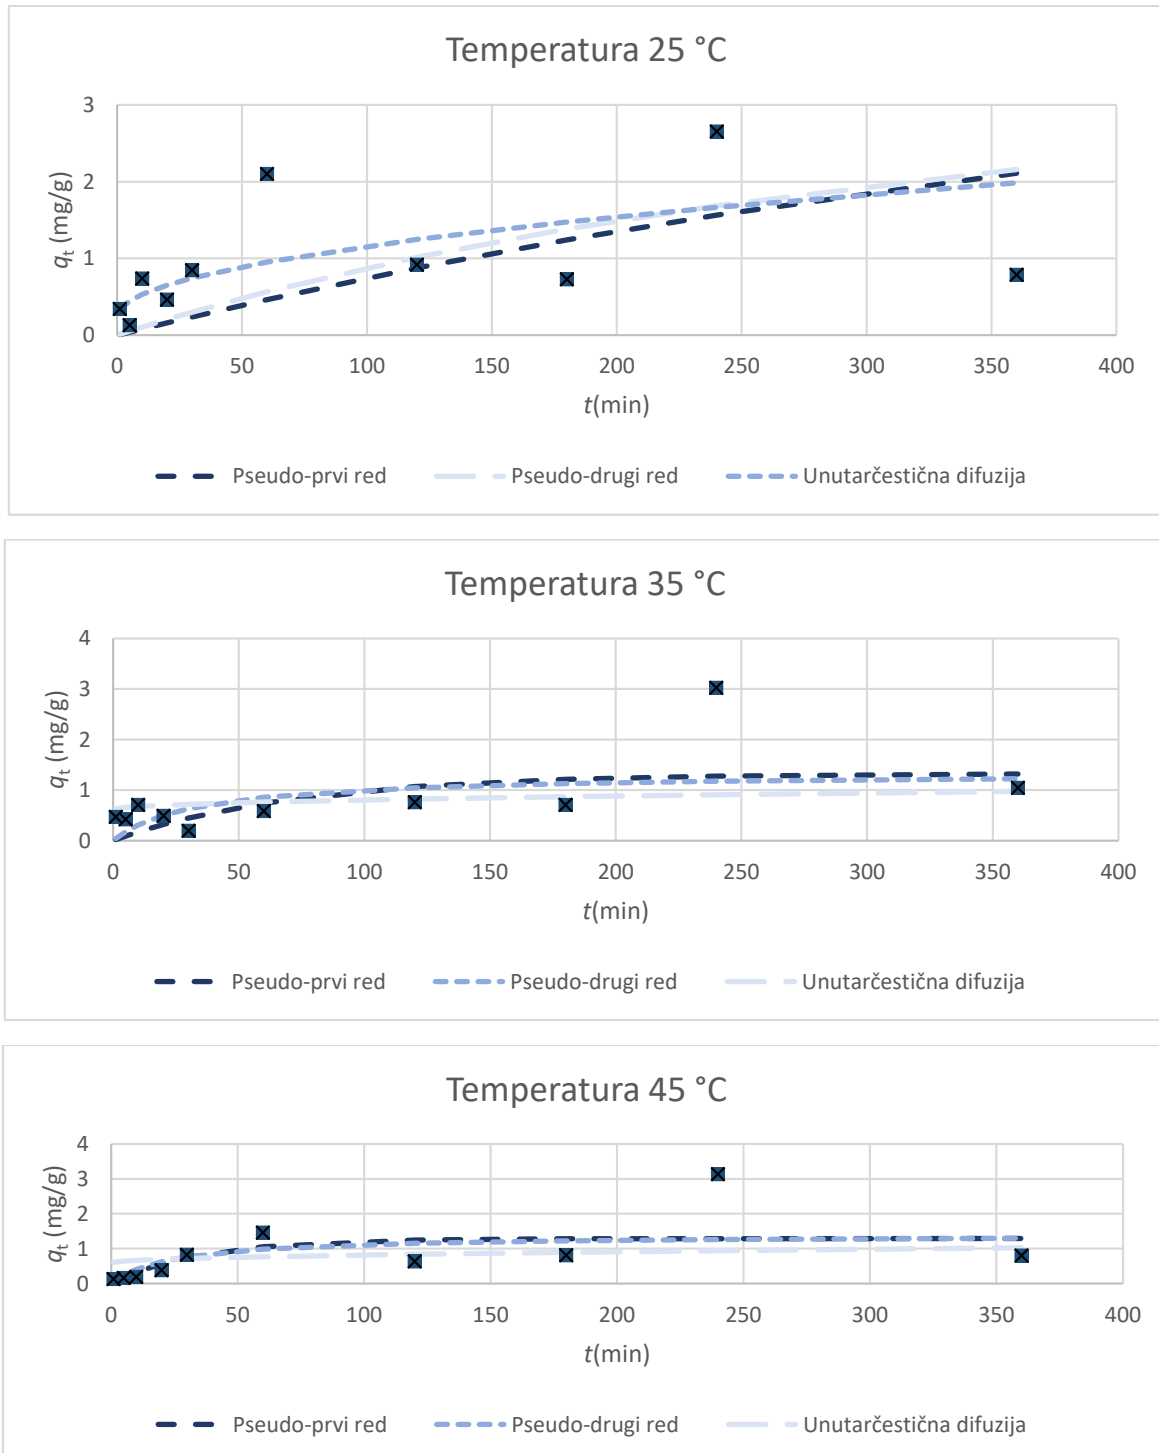 Temperatura 25 °C
3
2
1
0
qt (mg/g)
0 50 100 150 200 250 300 350 400
t(min)
Pseudo-prvi red Pseudo-drugi red Unutarčestična difuzija
Temperatura 35 °C
4
3
2
1
0
qt (mg/g)
0 50 100 150 200 250 300 350 400
t(min)
Pseudo-prvi red Pseudo-drugi red Unutarčestična difuzija
Temperatura 45 °C
4
3
2
1
0
qt (mg/g)
0 50 100 150 200 250 300 350 400
t(min)
Pseudo-prvi red Pseudo-drugi red Unutarčestična difuzija